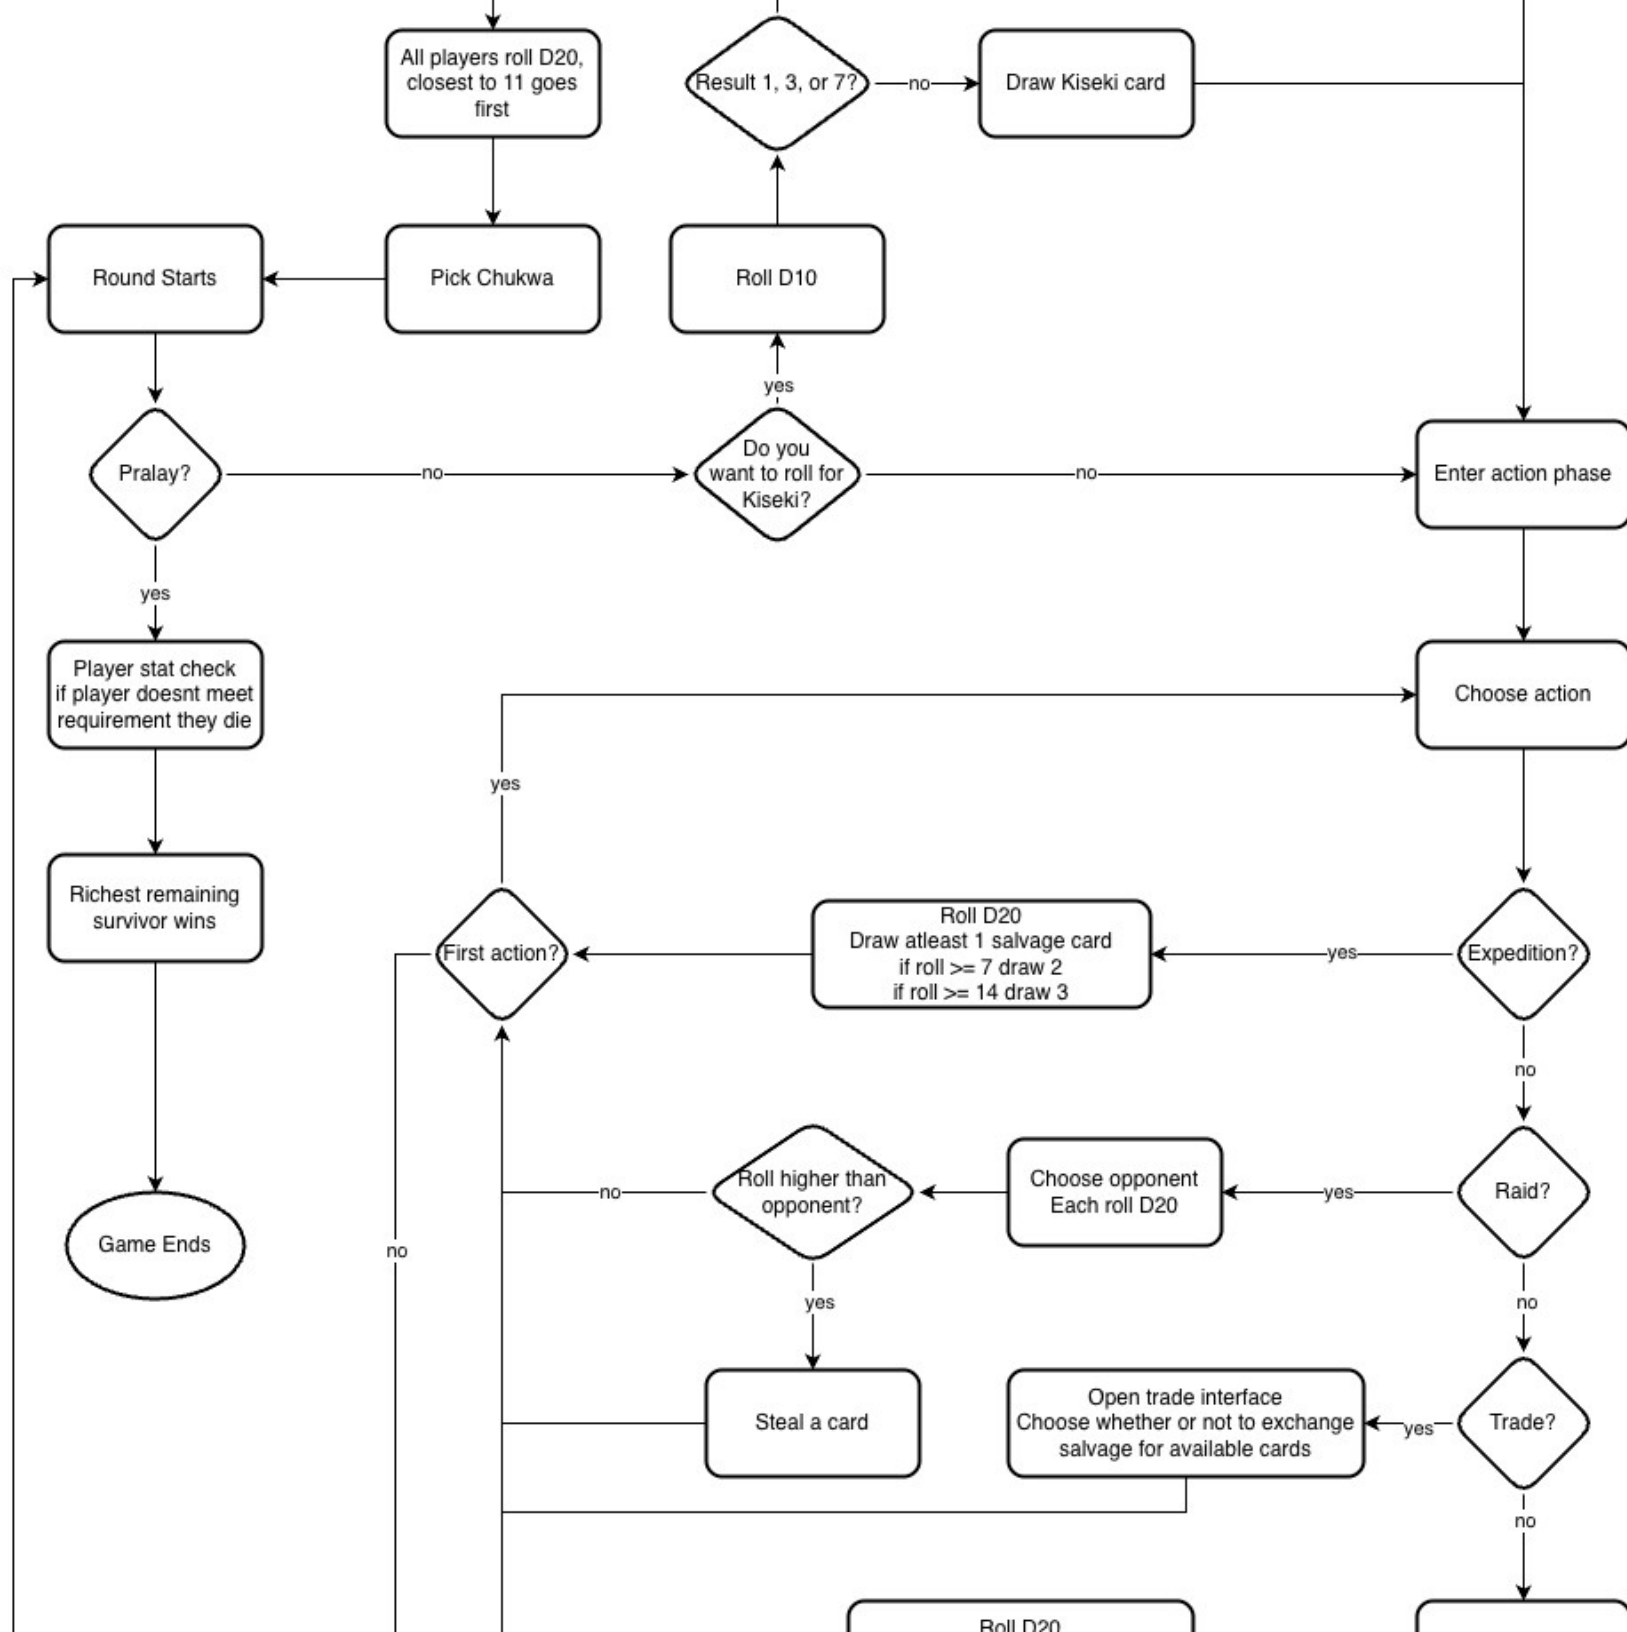 All players roll D20,
closest to 11 goes
first
Result 1, 3, or 7?
no
Draw Kiseki card
Round Starts
Pick Chukwa
Roll D10
yes
Pralay?
no
Do you
want to roll for
Kiseki?
no
Enter action phase
yes
Player stat check
if player doesnt meet
requirement they die
Choose action
yes
Richest remaining
survivor wins
First action?
Roll D20
Draw atleast 1 salvage card
if roll >= 7 draw 2
if roll >= 14 draw 3
yes
Expedition?
no
Roll higher than
opponent?
no
Choose opponent
Each roll D20
yes
Raid?
Game Ends
no
yes
no
Steal a card
Open trade interface
Choose whether or not to exchange
salvage for available cards
yes
Trade?
no
Roll D20